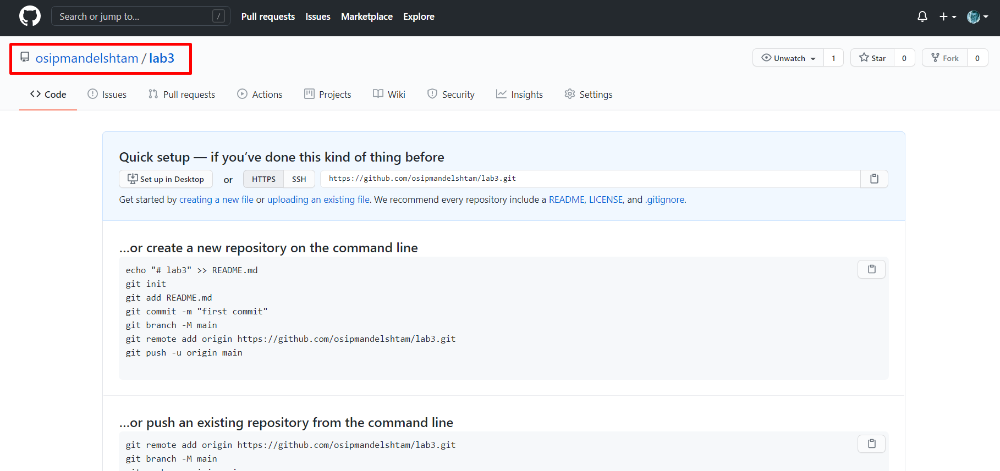 Search or jump to... / Pull requests Issues Marketplace Explore
osipmandelshtam / lab3 Unwatch 1 Star 0 Fork 0
Code Issues Pull requests Actions Projects Wiki Security Insights Settings
Quick setup — if you’ve done this kind of thing before
Set up in Desktop or HTTPS SSH https://github.com/osipmandelshtam/lab3.git
Get started by creating a new file or uploading an existing file. We recommend every repository include a README, LICENSE, and .gitignore.
…or create a new repository on the command line
echo "# lab3" >> README.md
git init
git add README.md
git commit -m "first commit"
git branch -M main
git remote add origin https://github.com/osipmandelshtam/lab3.git
git push -u origin main
…or push an existing repository from the command line
git remote add origin https://github.com/osipmandelshtam/lab3.git
git branch -M main